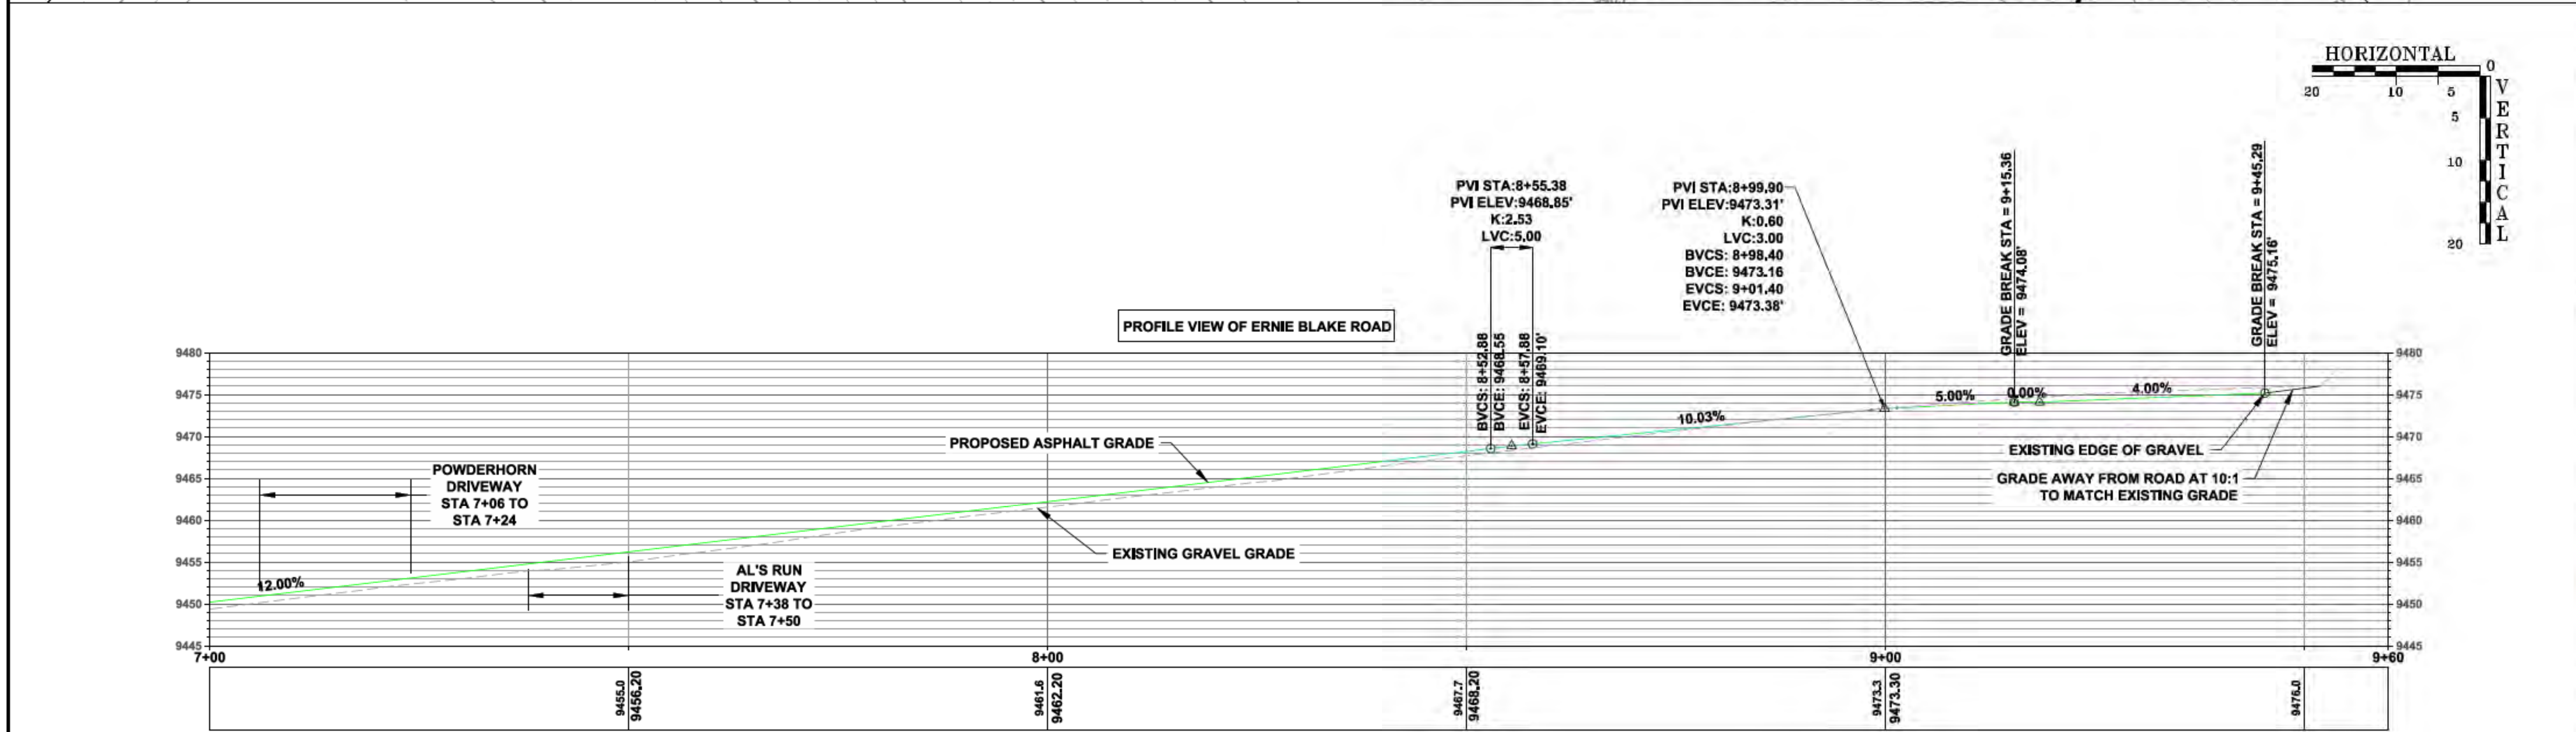 HORIZONTAL
0
20 10 5
VERTICAL
5
10
20
PVI STA:8+55.38
PVI ELEV:9468.85'
K:2.53
LVC:5.00
PVI STA:8+99.90
PVI ELEV:9473.31'
K:0.60
LVC:3.00
BVCS: 8+98.40
BVCE: 9473.16
EVCS: 9+01.40
EVCE: 9473.38'
GRADE BREAK STA = 9+15.36
ELEV = 9474.08'
GRADE BREAK STA = 9+45.29
ELEV = 9475.16'
PROFILE VIEW OF ERNIE BLAKE ROAD
BVCS: 8+52.88
BVCE: 9468.55
EVCS: 8+57.88
EVCE: 9469.10'
9480
9475
9470
9465
9460
9455
9450
9445
9480
9475
9470
9465
9460
9455
9450
9445
12.00%
10.03%
5.00%
0.00%
4.00%
PROPOSED ASPHALT GRADE
EXISTING GRAVEL GRADE
POWDERHORN
DRIVEWAY
STA 7+06 TO
STA 7+24
AL'S RUN
DRIVEWAY
STA 7+38 TO
STA 7+50
EXISTING EDGE OF GRAVEL
GRADE AWAY FROM ROAD AT 10:1
TO MATCH EXISTING GRADE
7+00 8+00 9+00 9+60
9455.0
9456.20
9461.6
9462.20
9467.7
9468.20
9473.3
9473.30
9476.0